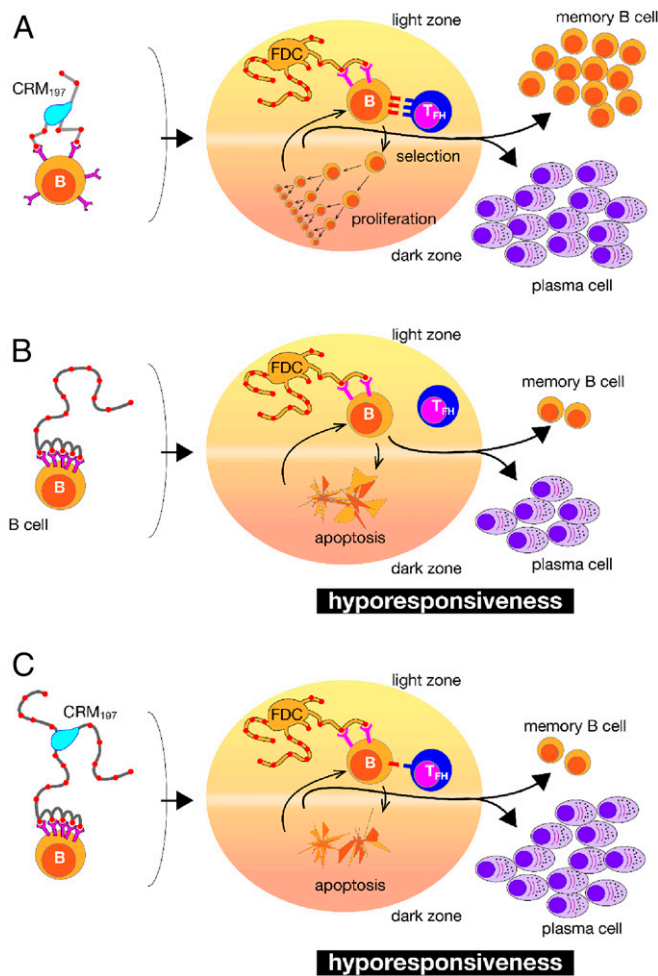 A
light zone
memory B cell
CRM197
FDC
B
TFH
B
selection
proliferation
dark zone
plasma cell
B
light zone
FDC
memory B cell
B
TFH
B
B cell
apoptosis
dark zone
plasma cell
hyporesponsiveness
C
light zone
CRM197
FDC
memory B cell
B
TFH
B
apoptosis
dark zone
plasma cell
hyporesponsiveness